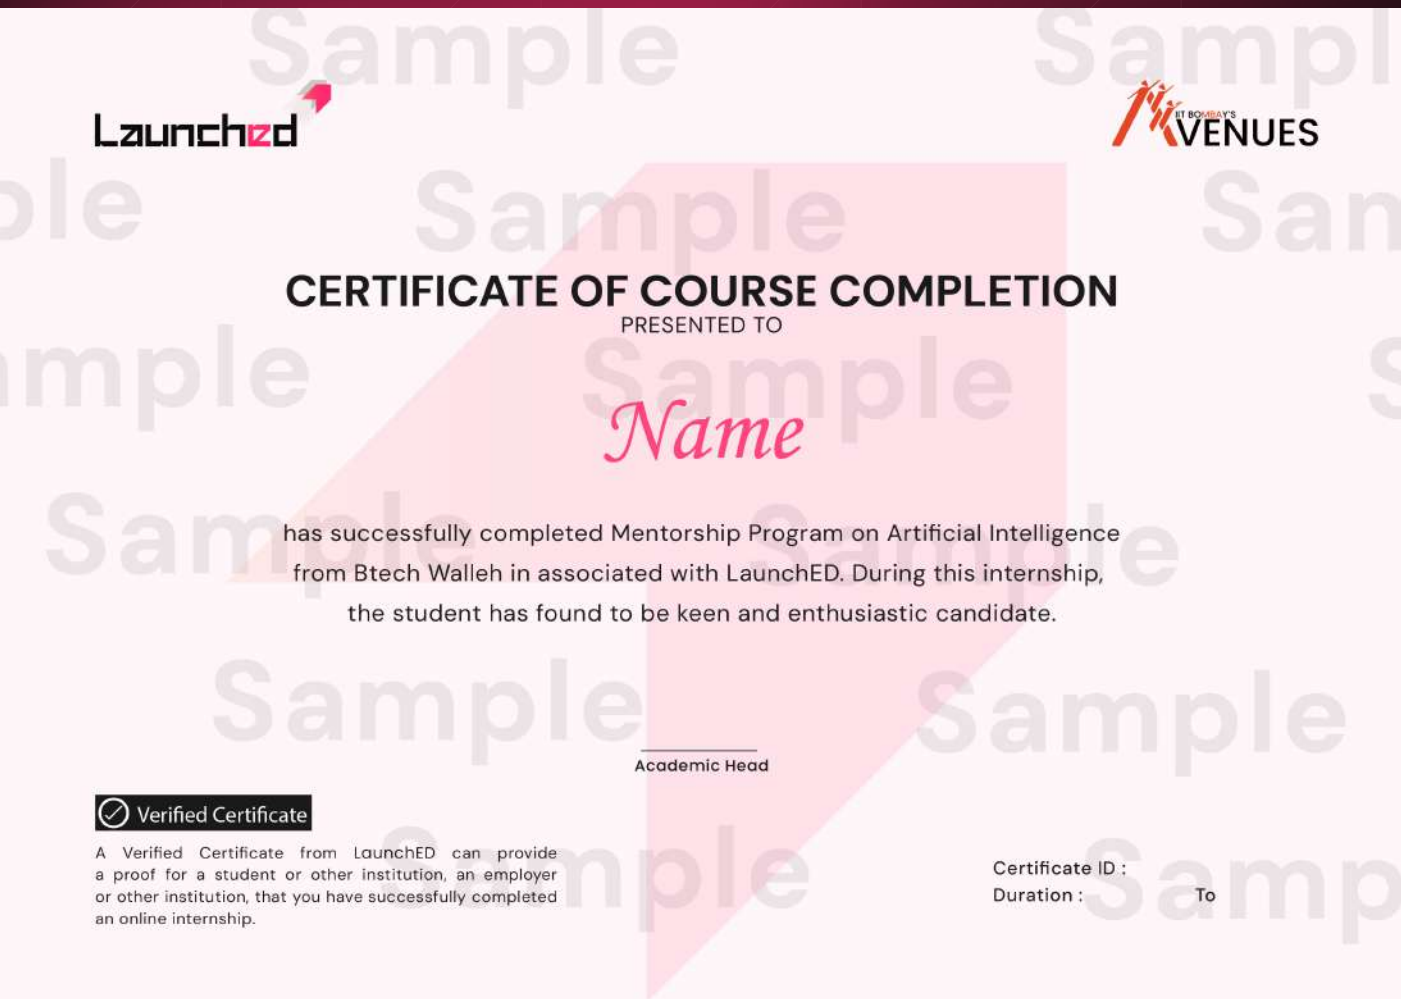 Sample Sampl
Launched
IIT BOMBAY'S
VENUES
ple Sample Sam
CERTIFICATE OF COURSE COMPLETION
PRESENTED TO
mple Sample S
Name
Sample Sample
has successfully completed Mentorship Program on Artificial Intelligence
from Btech Walleh in associated with LaunchED. During this internship,
the student has found to be keen and enthusiastic candidate.
Sample Sample
Academic Head
Verified Certificate
A Verified Certificate from LaunchED can provide
a proof for a student or other institution, an employer
or other institution, that you have successfully completed
an online internship.
Sample Samp
Certificate ID :
Duration : To